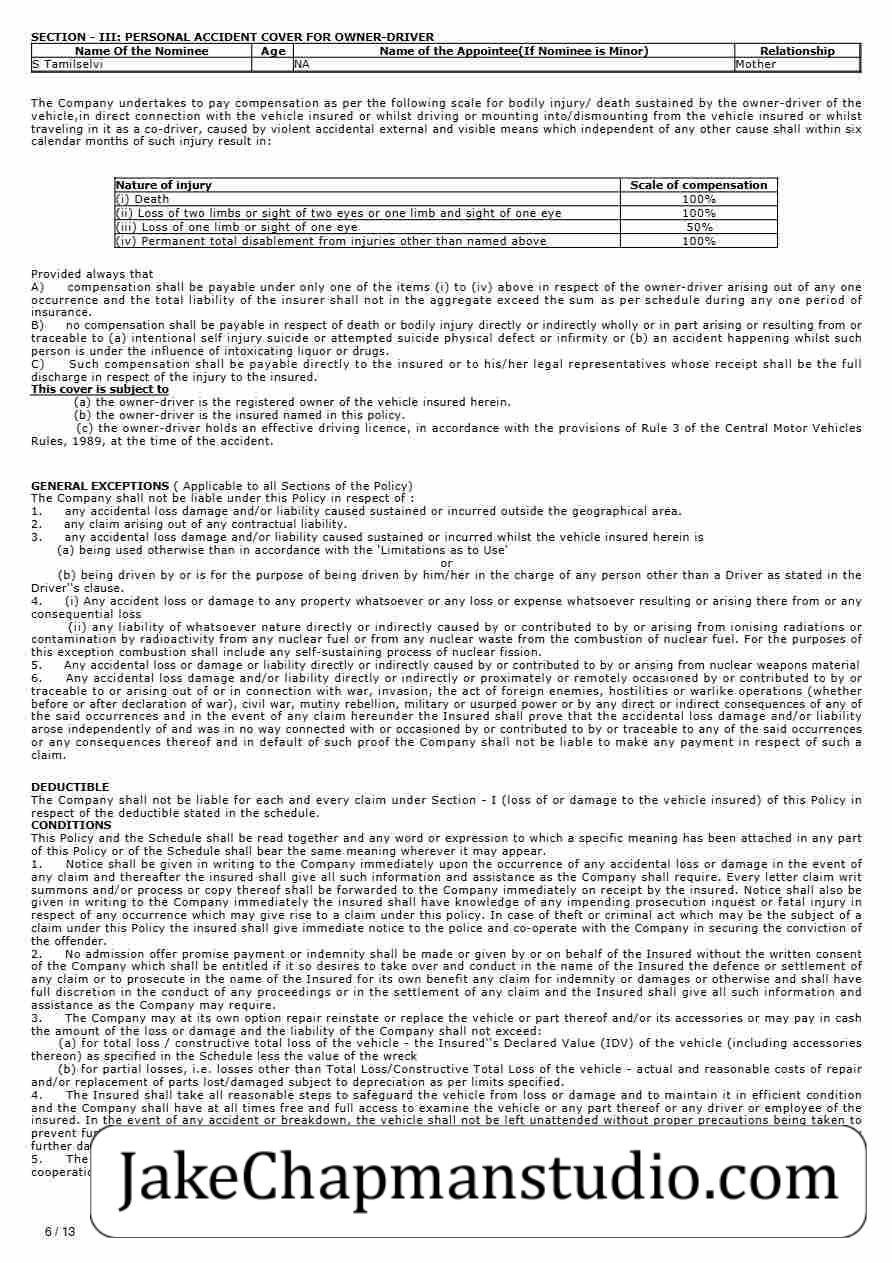 SECTION - III: PERSONAL ACCIDENT COVER FOR OWNER-DRIVER
Name Of the Nominee Age Name of the Appointee(If Nominee is Minor) Relationship
S Tamilselvi NA Mother
The Company undertakes to pay compensation as per the following scale for bodily injury/ death sustained by the owner-driver of the
vehicle,in direct connection with the vehicle insured or whilst driving or mounting into/dismounting from the vehicle insured or whilst
traveling in it as a co-driver, caused by violent accidental external and visible means which independent of any other cause shall within six
calendar months of such injury result in:
Nature of injury Scale of compensation
(i) Death 100%
(ii) Loss of two limbs or sight of two eyes or one limb and sight of one eye 100%
(iii) Loss of one limb or sight of one eye 50%
(iv) Permanent total disablement from injuries other than named above 100%
Provided always that
A) compensation shall be payable under only one of the items (i) to (iv) above in respect of the owner-driver arising out of any one
occurrence and the total liability of the insurer shall not in the aggregate exceed the sum as per schedule during any one period of
insurance.
B) no compensation shall be payable in respect of death or bodily injury directly or indirectly wholly or in part arising or resulting from or
traceable to (a) intentional self injury suicide or attempted suicide physical defect or infirmity or (b) an accident happening whilst such
person is under the influence of intoxicating liquor or drugs.
C) Such compensation shall be payable directly to the insured or to his/her legal representatives whose receipt shall be the full
discharge in respect of the injury to the insured.
This cover is subject to
(a) the owner-driver is the registered owner of the vehicle insured herein.
(b) the owner-driver is the insured named in this policy.
(c) the owner-driver holds an effective driving licence, in accordance with the provisions of Rule 3 of the Central Motor Vehicles
Rules, 1989, at the time of the accident.
GENERAL EXCEPTIONS ( Applicable to all Sections of the Policy)
The Company shall not be liable under this Policy in respect of :
1. any accidental loss damage and/or liability caused sustained or incurred outside the geographical area.
2. any claim arising out of any contractual liability.
3. any accidental loss damage and/or liability caused sustained or incurred whilst the vehicle insured herein is
(a) being used otherwise than in accordance with the 'Limitations as to Use'
or
(b) being driven by or is for the purpose of being driven by him/her in the charge of any person other than a Driver as stated in the
Driver''s clause.
4. (i) Any accident loss or damage to any property whatsoever or any loss or expense whatsoever resulting or arising there from or any
consequential loss
(ii) any liability of whatsoever nature directly or indirectly caused by or contributed to by or arising from ionising radiations or
contamination by radioactivity from any nuclear fuel or from any nuclear waste from the combustion of nuclear fuel. For the purposes of
this exception combustion shall include any self-sustaining process of nuclear fission.
5. Any accidental loss or damage or liability directly or indirectly caused by or contributed to by or arising from nuclear weapons material
6. Any accidental loss damage and/or liability directly or indirectly or proximately or remotely occasioned by or contributed to by or
traceable to or arising out of or in connection with war, invasion, the act of foreign enemies, hostilities or warlike operations (whether
before or after declaration of war), civil war, mutiny rebellion, military or usurped power or by any direct or indirect consequences of any of
the said occurrences and in the event of any claim hereunder the Insured shall prove that the accidental loss damage and/or liability
arose independently of and was in no way connected with or occasioned by or contributed to by or traceable to any of the said occurrences
or any consequences thereof and in default of such proof the Company shall not be liable to make any payment in respect of such a
claim.
DEDUCTIBLE
The Company shall not be liable for each and every claim under Section - I (loss of or damage to the vehicle insured) of this Policy in
respect of the deductible stated in the schedule.
CONDITIONS
This Policy and the Schedule shall be read together and any word or expression to which a specific meaning has been attached in any part
of this Policy or of the Schedule shall bear the same meaning wherever it may appear.
1. Notice shall be given in writing to the Company immediately upon the occurrence of any accidental loss or damage in the event of
any claim and thereafter the insured shall give all such information and assistance as the Company shall require. Every letter claim writ
summons and/or process or copy thereof shall be forwarded to the Company immediately on receipt by the insured. Notice shall also be
given in writing to the Company immediately the insured shall have knowledge of any impending prosecution inquest or fatal injury in
respect of any occurrence which may give rise to a claim under this policy. In case of theft or criminal act which may be the subject of a
claim under this Policy the insured shall give immediate notice to the police and co-operate with the Company in securing the conviction of
the offender.
2. No admission offer promise payment or indemnity shall be made or given by or on behalf of the Insured without the written consent
of the Company which shall be entitled if it so desires to take over and conduct in the name of the Insured the defence or settlement of
any claim or to prosecute in the name of the Insured for its own benefit any claim for indemnity or damages or otherwise and shall have
full discretion in the conduct of any proceedings or in the settlement of any claim and the Insured shall give all such information and
assistance as the Company may require.
3. The Company may at its own option repair reinstate or replace the vehicle or part thereof and/or its accessories or may pay in cash
the amount of the loss or damage and the liability of the Company shall not exceed:
(a) for total loss / constructive total loss of the vehicle - the Insured''s Declared Value (IDV) of the vehicle (including accessories
thereon) as specified in the Schedule less the value of the wreck
(b) for partial losses, i.e. losses other than Total Loss/Constructive Total Loss of the vehicle - actual and reasonable costs of repair
and/or replacement of parts lost/damaged subject to depreciation as per limits specified.
4. The Insured shall take all reasonable steps to safeguard the vehicle from loss or damage and to maintain it in efficient condition
and the Company shall have at all times free and full access to examine the vehicle or any part thereof or any driver or employee of the
insured. In the event of any accident or breakdown, the vehicle shall not be left unattended without proper precautions being taken to
prevent
further
5. The
JakeChapmanstudio.com
6 / 13